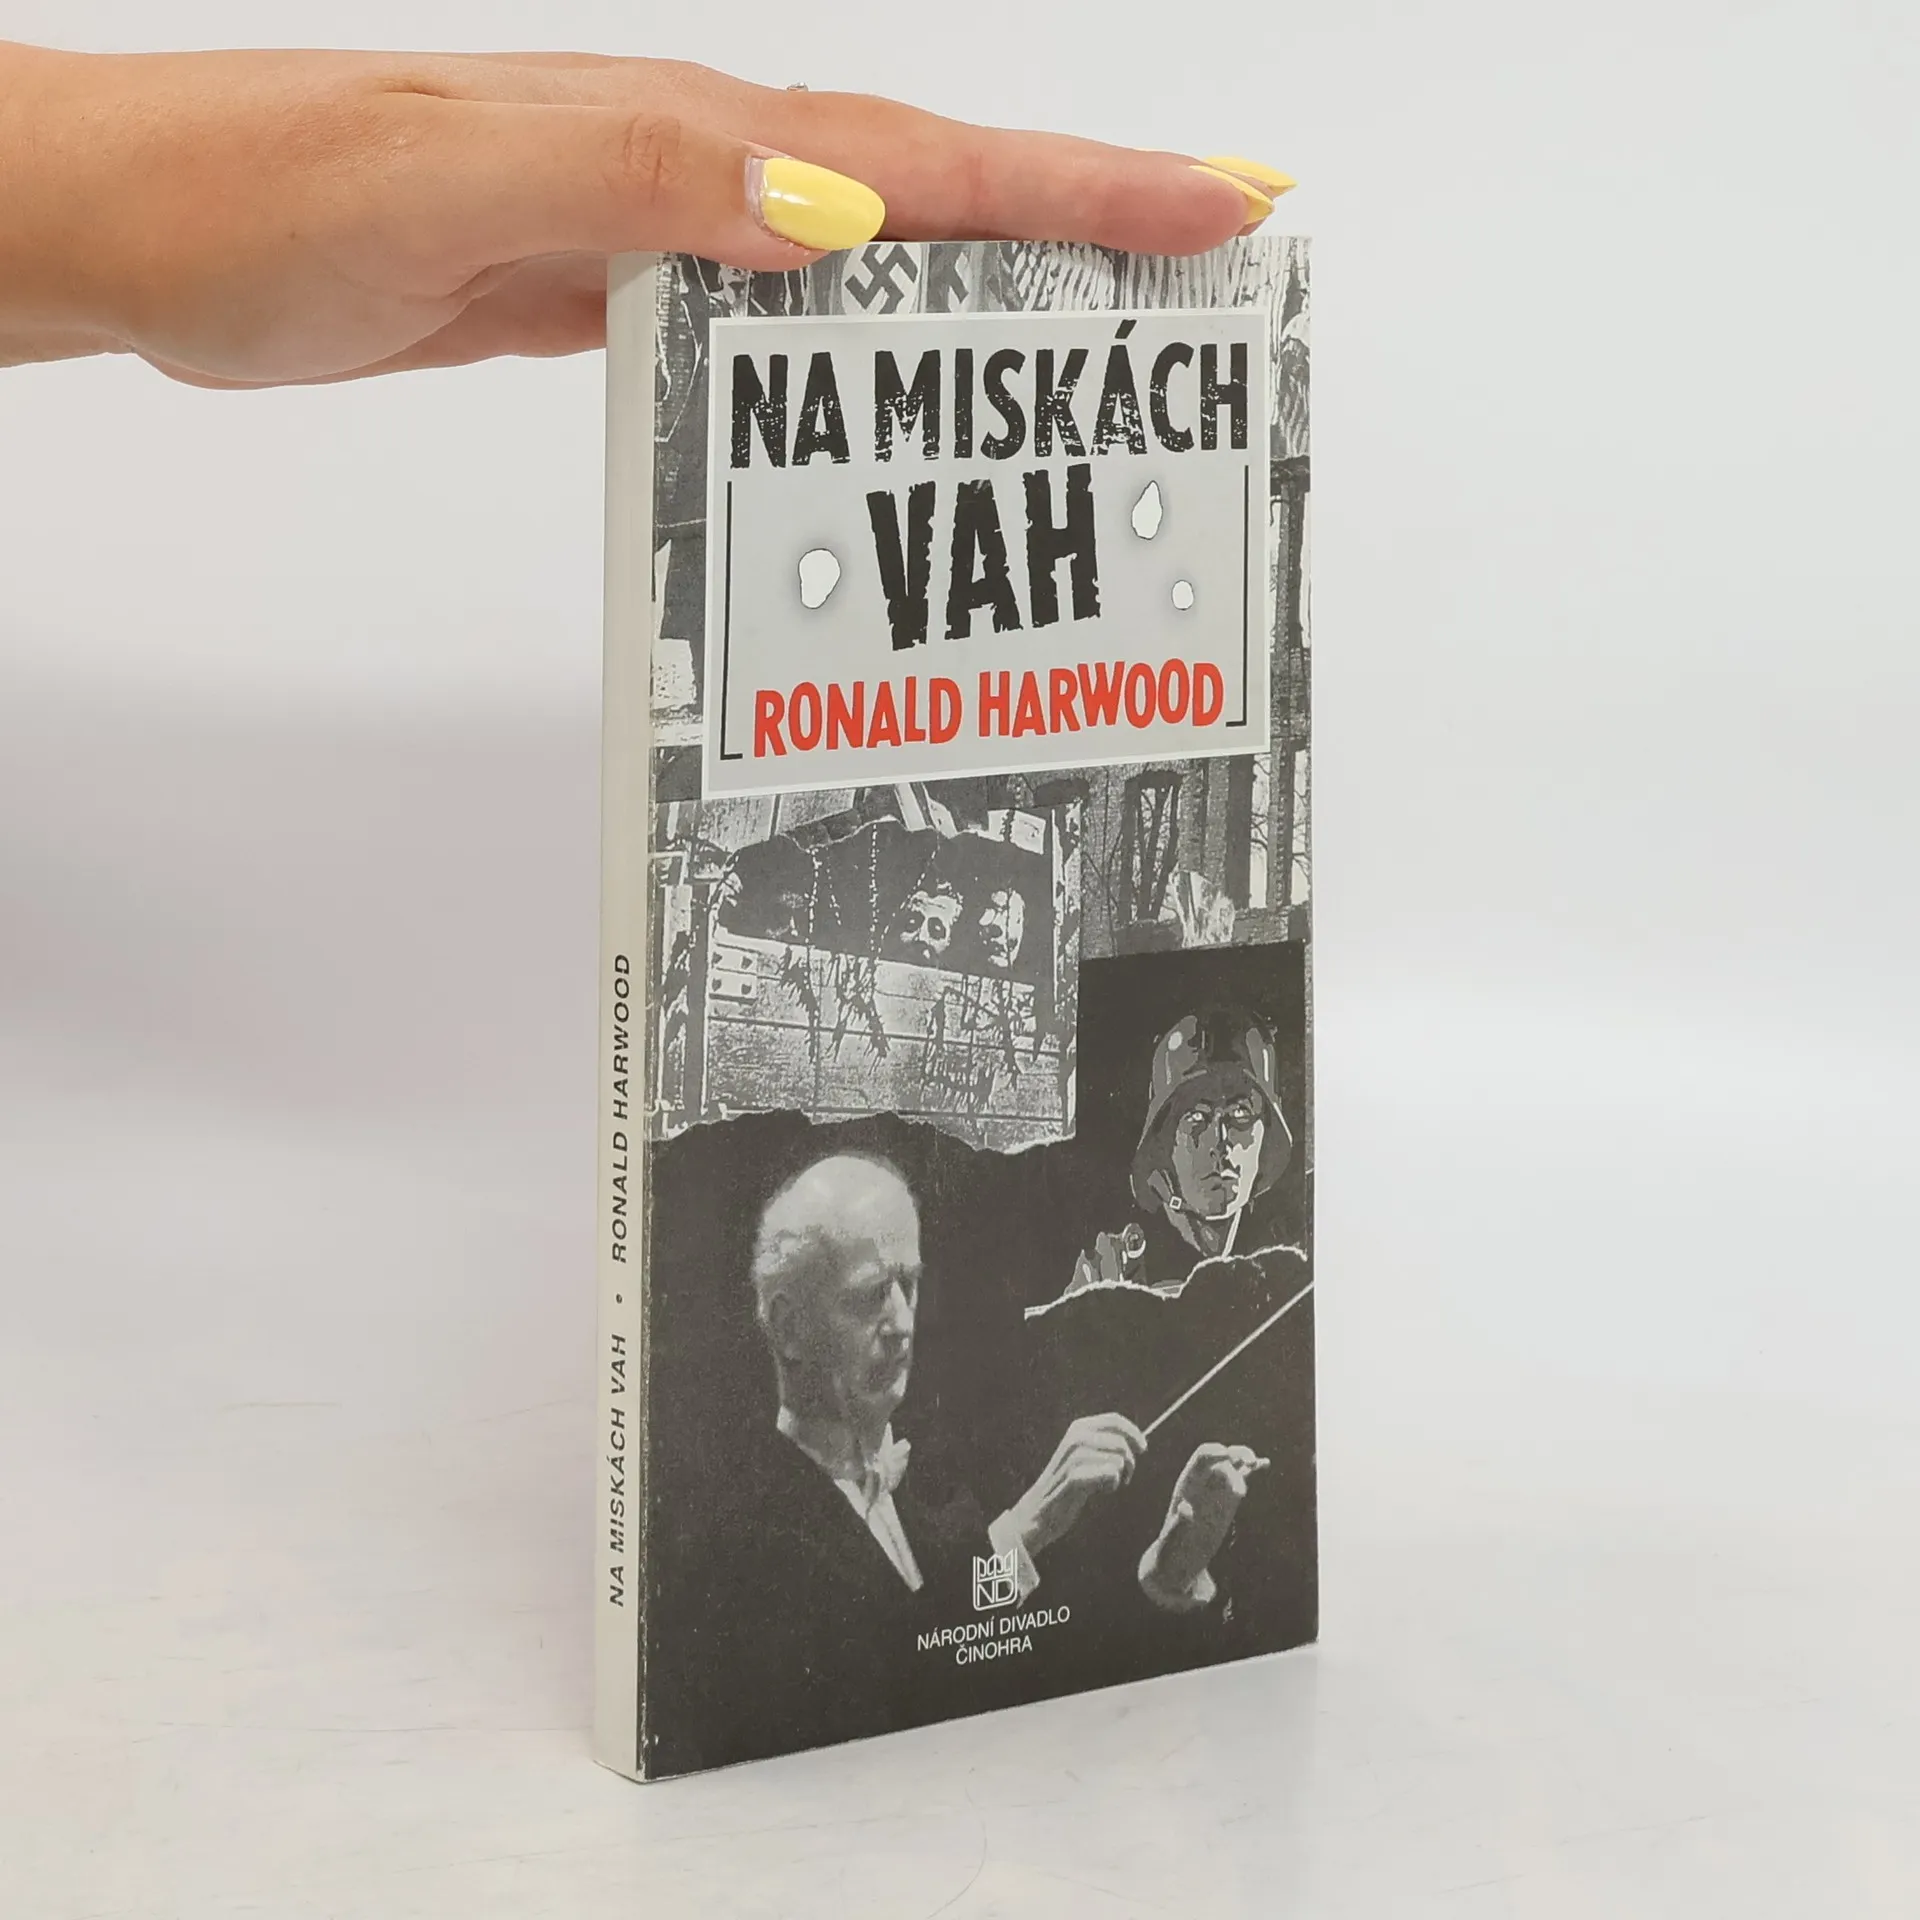 NA MISKÁCH
VAH
RONALD HARWOOD
ND
NÁRODNÍ DIVADLO
ČINOHRA
NA MISKÁCH VAH • RONALD HARWOOD